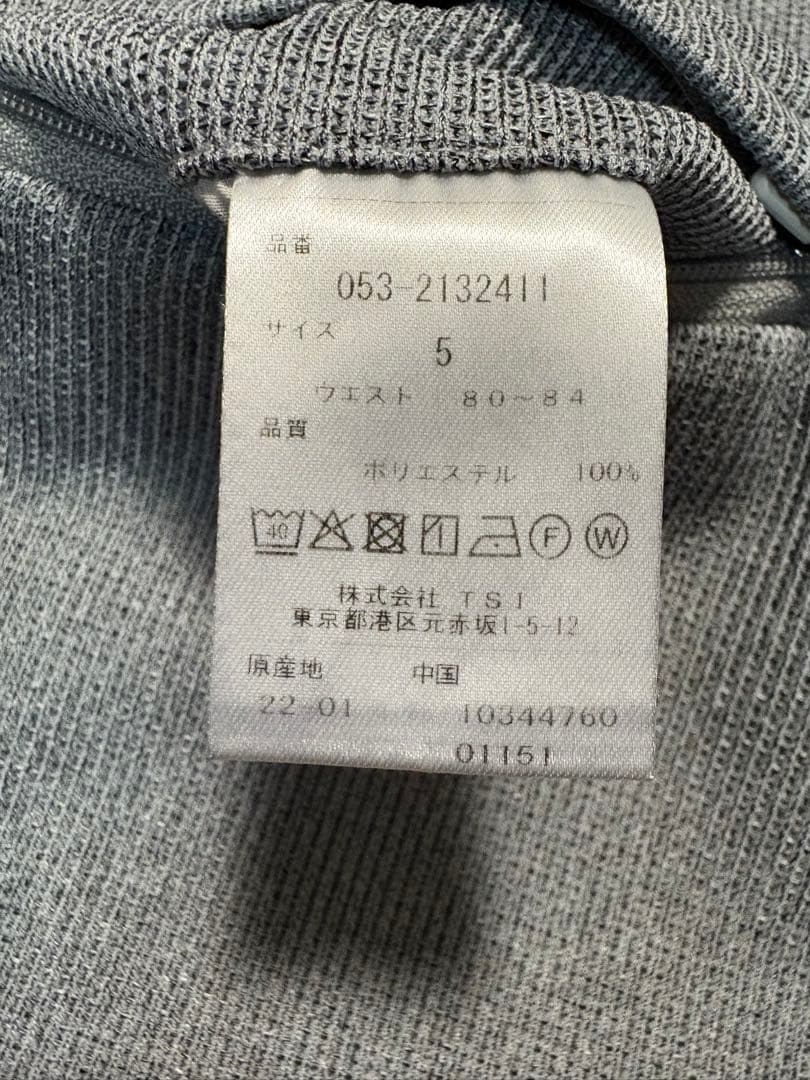 品番
053-2132411
サイズ
5
ウエスト 80~84
品質
ポリエステル 100%
40 F W
株式会社 TSI
東京都港区元赤坂1-5-12
原産地 中国
22-01 10344760
01151